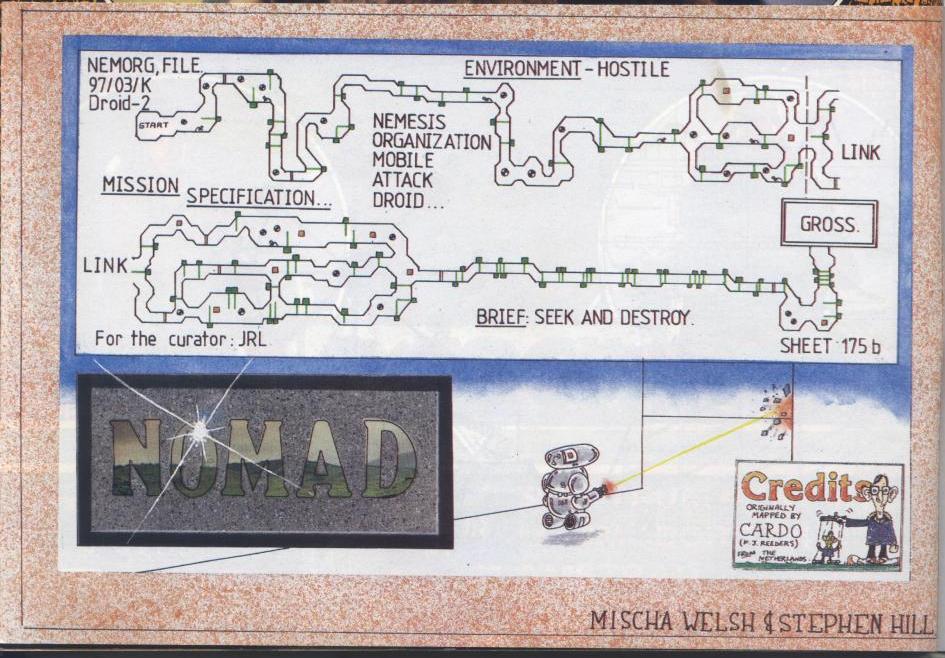 NEMORG, FILE
97/03/K
Droid-2
START
ENVIRONMENT - HOSTILE
NEMESIS
ORGANIZATION
MOBILE
ATTACK
DROID...
LINK
MISSION
SPECIFICATION...
GROSS.
LINK
BRIEF: SEEK AND DESTROY.
For the curator: JRL
SHEET 175b
NOMAD
Credits
ORIGINALLY
MAPPED BY
CARDO
(P. J. REEDERS)
FROM THE
NETHERLANDS.
MISCHA WELSH & STEPHEN HILL